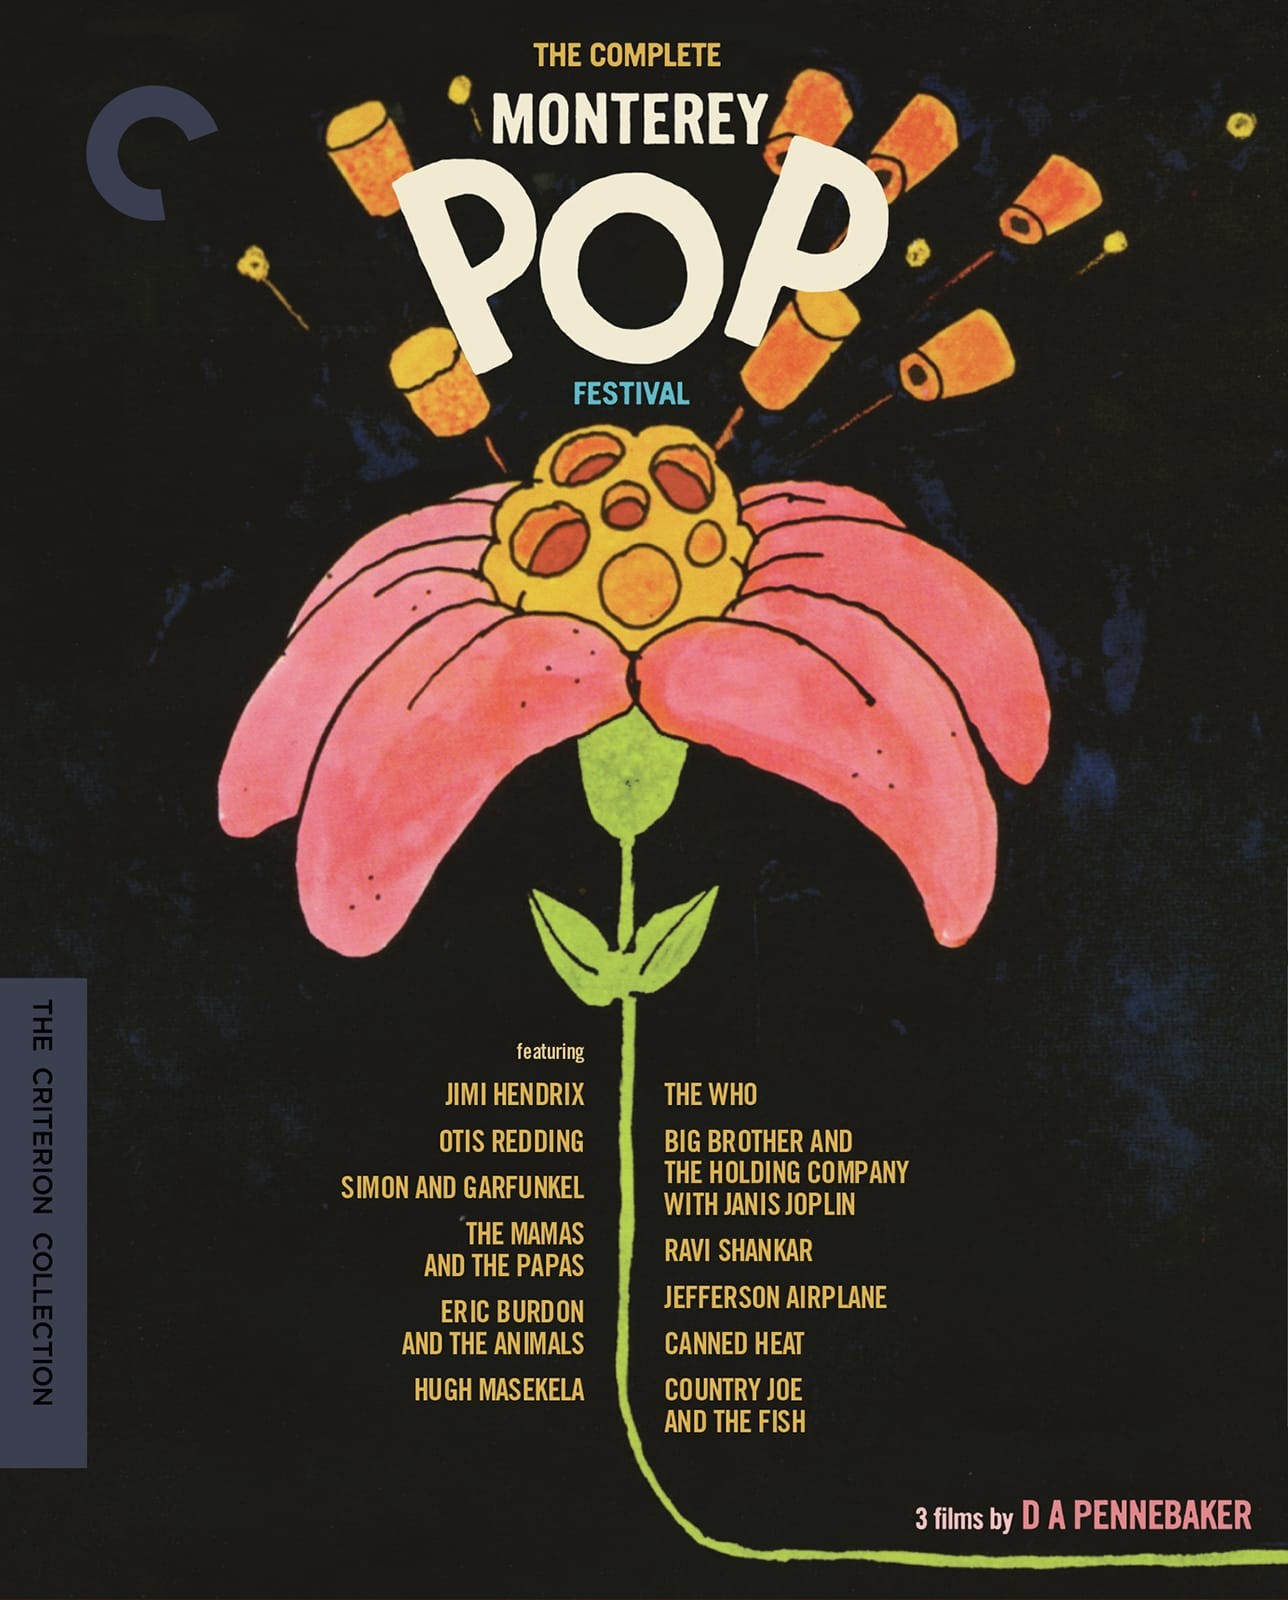 THE COMPLETE
MONTEREY
POP
FESTIVAL
featuring
JIMI HENDRIX
OTIS REDDING
SIMON AND GARFUNKEL
THE MAMAS
AND THE PAPAS
ERIC BURDON
AND THE ANIMALS
HUGH MASEKELA
THE WHO
BIG BROTHER AND
THE HOLDING COMPANY
WITH JANIS JOPLIN
RAVI SHANKAR
JEFFERSON AIRPLANE
CANNED HEAT
COUNTRY JOE
AND THE FISH
3 films by D A PENNEBAKER
THE CRITERION COLLECTION